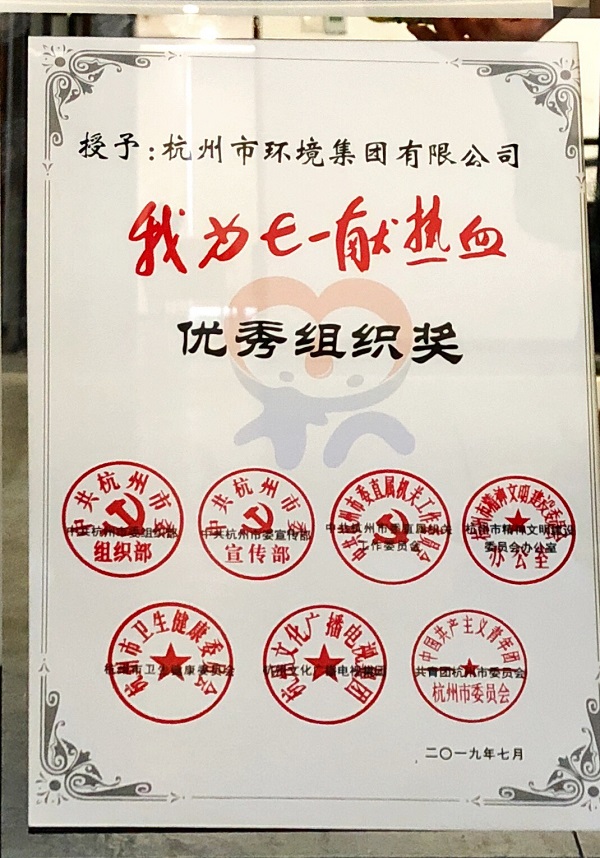 授予:杭州市环境集团有限公司
我为七一献热血
优秀组织奖
中共杭州市委
组织部
中共杭州市委组织部
中共杭州市委
宣传部
中共杭州市委宣传部
中共杭州市委直属机关工作委员会
中共杭州市委直属机关
工作委员会
杭州市精神文明建设委员会
办公室
杭州市精神文明建设
委员会办公室
杭州市卫生健康委员会
杭州市卫生健康委员会
杭州文化广播电视集团
杭州文化广播电视集团
中国共产主义青年团
杭州市委员会
共青团杭州市委员会
二〇一九年七月